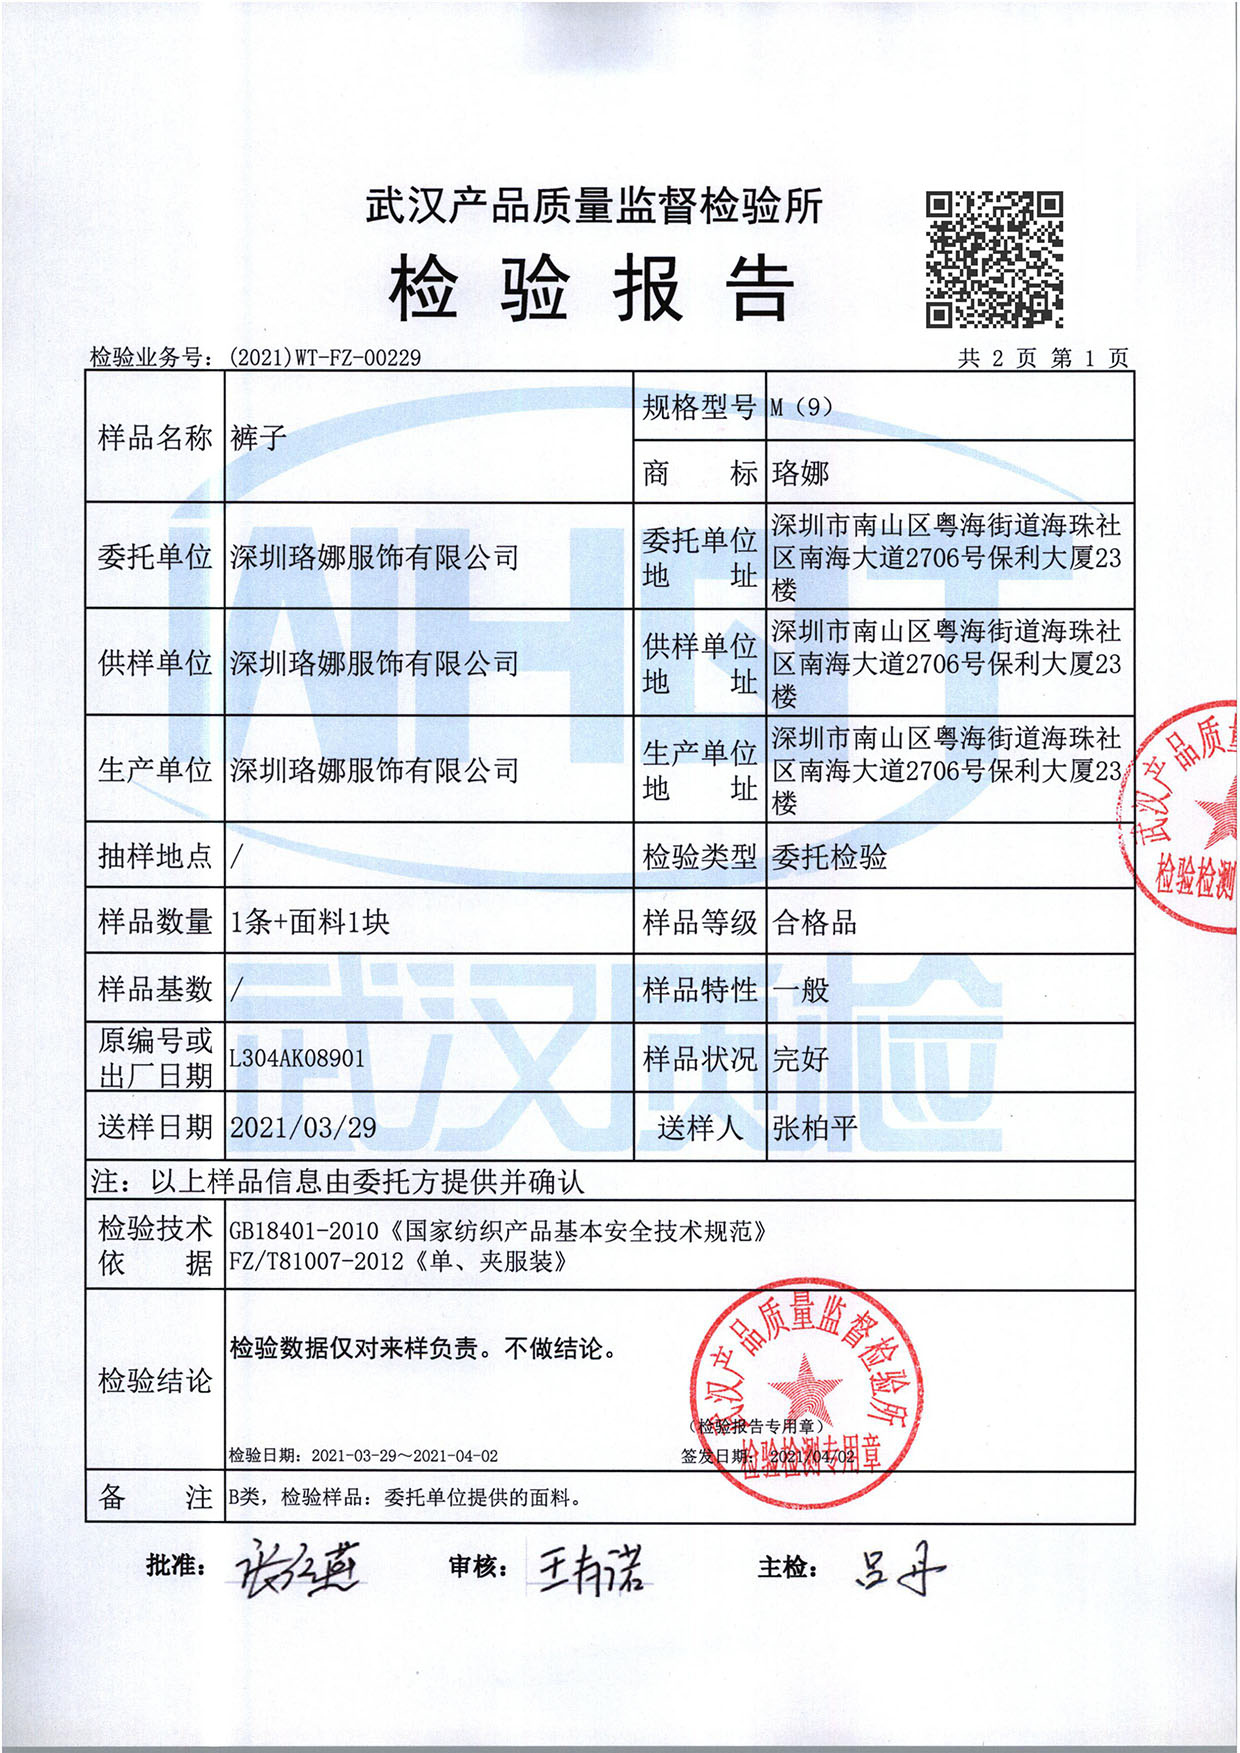 武汉产品质量监督检验所
检验报告
检验业务号：(2021)WT-FZ-00229
共 2 页 第 1 页
样品名称 裤子 规格型号 M（9）
商 标 珞娜
委托单位 深圳珞娜服饰有限公司 委托单位地 址 深圳市南山区粤海街道海珠社
区南海大道2706号保利大厦23
楼
供样单位 深圳珞娜服饰有限公司 供样单位地 址 深圳市南山区粤海街道海珠社
区南海大道2706号保利大厦23
楼
生产单位 深圳珞娜服饰有限公司 生产单位地 址 深圳市南山区粤海街道海珠社
区南海大道2706号保利大厦23
楼
抽样地点 / 检验类型 委托检验
样品数量 1条+面料1块 样品等级 合格品
样品基数 / 样品特性 一般
原编号或
出厂日期 L304AK08901 样品状况 完好
送样日期 2021/03/29 送样人 张柏平
注：以上样品信息由委托方提供并确认
检验技术
依 据 GB18401-2010《国家纺织产品基本安全技术规范》
FZ/T81007-2012《单、夹服装》
检验结论 检验数据仅对来样负责。不做结论。
（检验报告专用章）
检验日期：2021-03-29～2021-04-02 签发日期：2021/04/02
备 注 B类，检验样品：委托单位提供的面料。
批准：张红燕 审核：王有诺 主检：吕丹
武汉产品质量监督检验所
检验检测专用章
武汉产品质量
检验检测
武汉质检